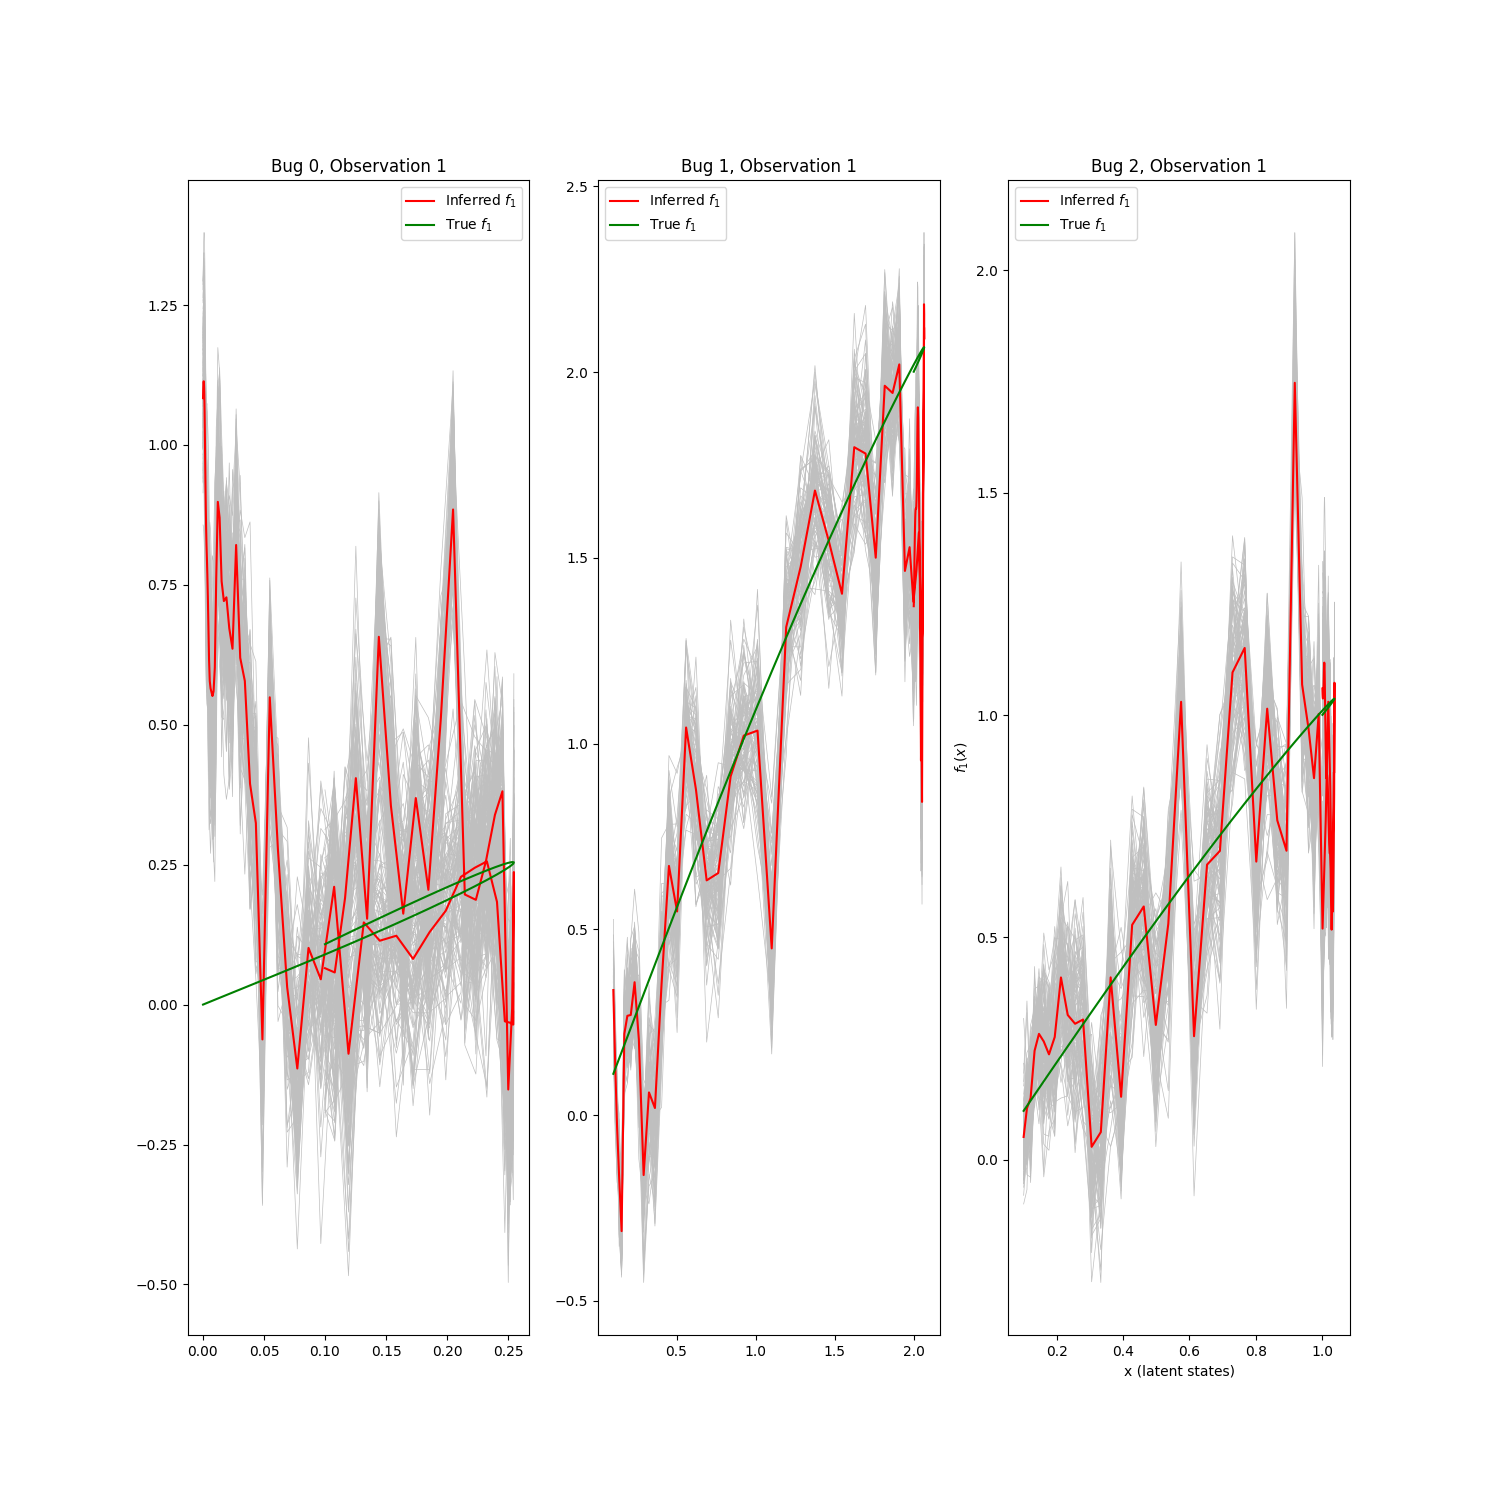 Bug 0, Observation 1
Inferred f₁
True f₁
1.25
1.00
0.75
0.50
0.25
0.00
−0.25
−0.50
0.00 0.05 0.10 0.15 0.20 0.25
Bug 1, Observation 1
Inferred f₁
True f₁
2.5
2.0
1.5
1.0
0.5
0.0
−0.5
0.5 1.0 1.5 2.0
Bug 2, Observation 1
Inferred f₁
True f₁
2.0
1.5
1.0
0.5
0.0
f₁(x)
0.2 0.4 0.6 0.8 1.0
x (latent states)